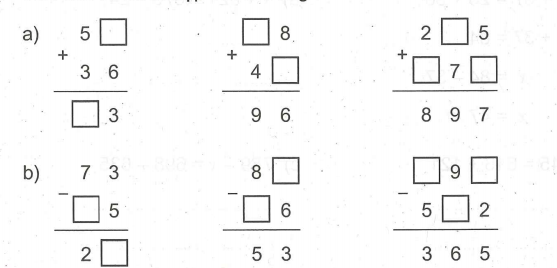 a) 5 □ □ 8 2 □ 5
+ + +
3 6 4 □ □ 7 □
□ 3 9 6 8 9 7
b) 7 3 8 □ □ 9 □
− − −
□ 5 □ 6 5 □ 2
2 □ 5 3 3 6 5